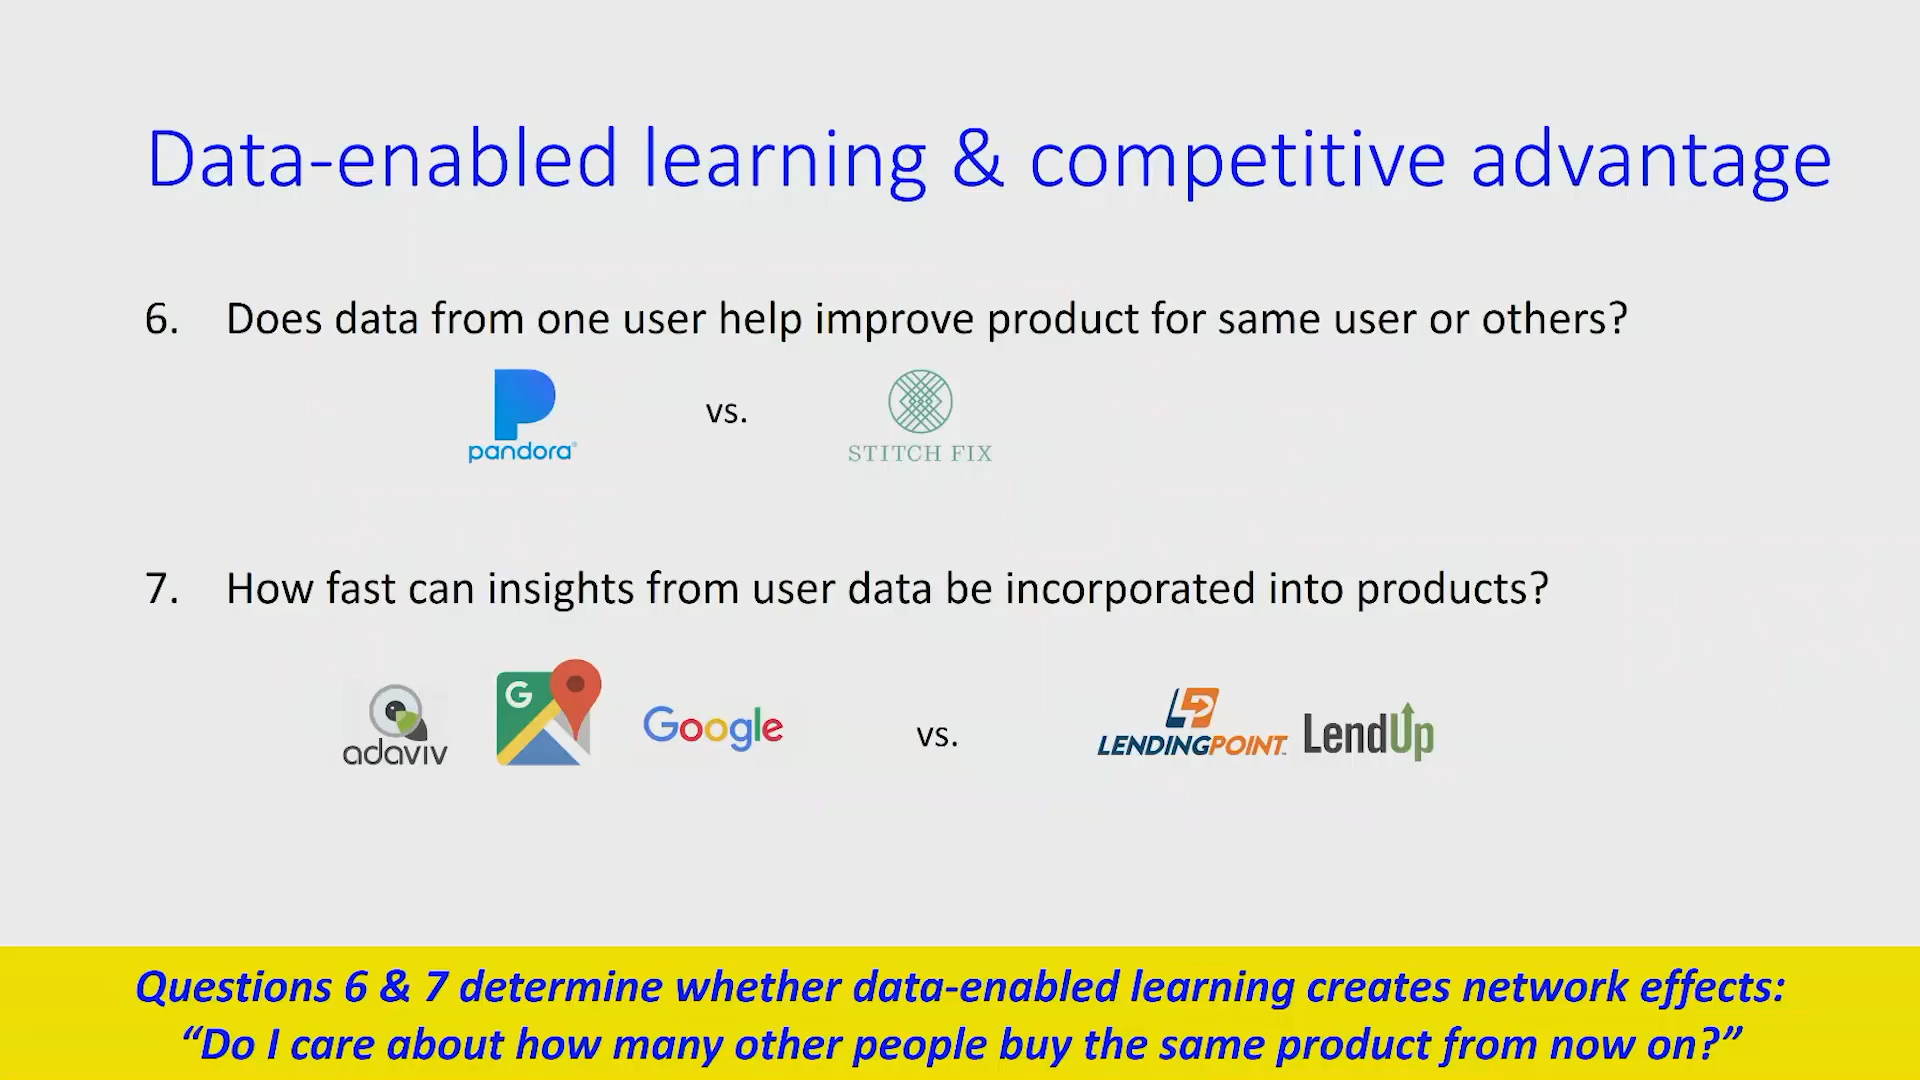 Data-enabled learning & competitive advantage
6. Does data from one user help improve product for same user or others?
pandora® vs. STITCH FIX
7. How fast can insights from user data be incorporated into products?
adaviv G Google vs. LENDINGPOINT LendUp
Questions 6 & 7 determine whether data-enabled learning creates network effects:
“Do I care about how many other people buy the same product from now on?”